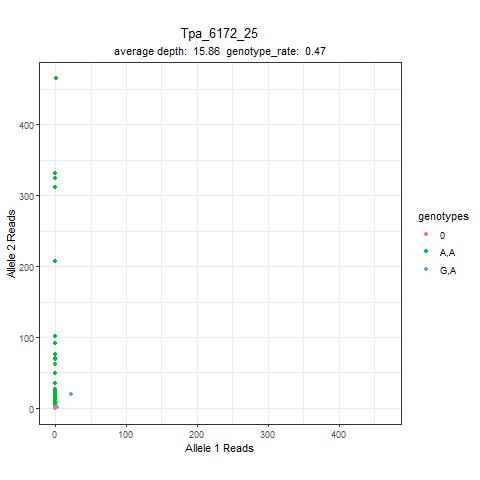 Tpa_6172_25
average depth: 15.86 genotype_rate: 0.47
400
300
200
100
0
Allele 2 Reads
0 100 200 300 400
Allele 1 Reads
genotypes
0
A,A
G,A